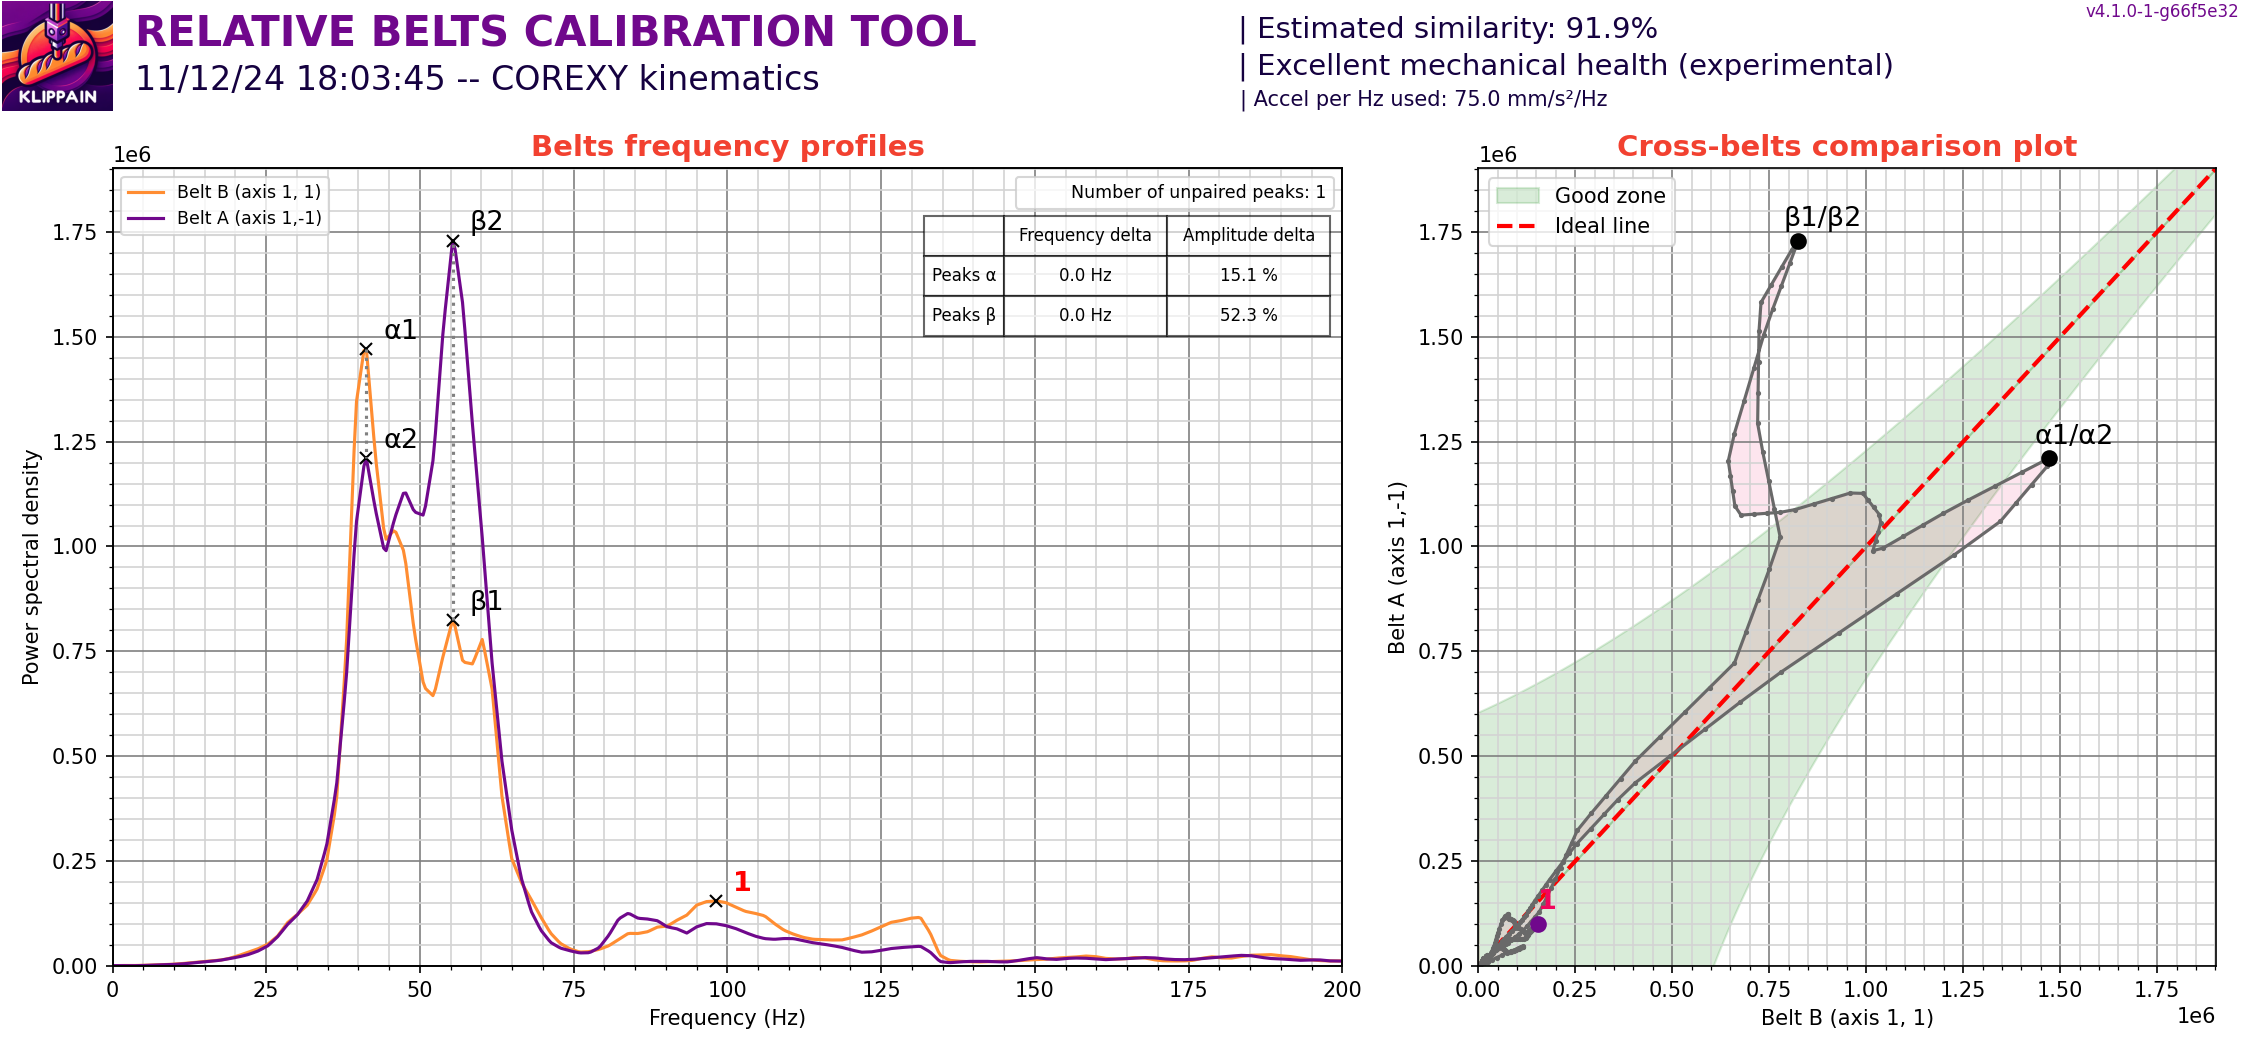 KLIPPAIN
RELATIVE BELTS CALIBRATION TOOL
11/12/24 18:03:45 -- COREXY kinematics
| Estimated similarity: 91.9%
| Excellent mechanical health (experimental)
| Accel per Hz used: 75.0 mm/s²/Hz
v4.1.0-1-g66f5e32
Belts frequency profiles
1e6
Belt B (axis 1, 1)
Belt A (axis 1,-1)
Number of unpaired peaks: 1
Frequency delta Amplitude delta
Peaks α 0.0 Hz 15.1 %
Peaks β 0.0 Hz 52.3 %
β2
α1
α2
β1
1
1.75
1.50
1.25
1.00
0.75
0.50
0.25
0.00
Power spectral density
0 25 50 75 100 125 150 175 200
Frequency (Hz)
Cross-belts comparison plot
1e6
Good zone
Ideal line
β1/β2
α1/α2
1
1.75
1.50
1.25
1.00
0.75
0.50
0.25
0.00
Belt A (axis 1,-1)
0.00 0.25 0.50 0.75 1.00 1.25 1.50 1.75
Belt B (axis 1, 1)
1e6